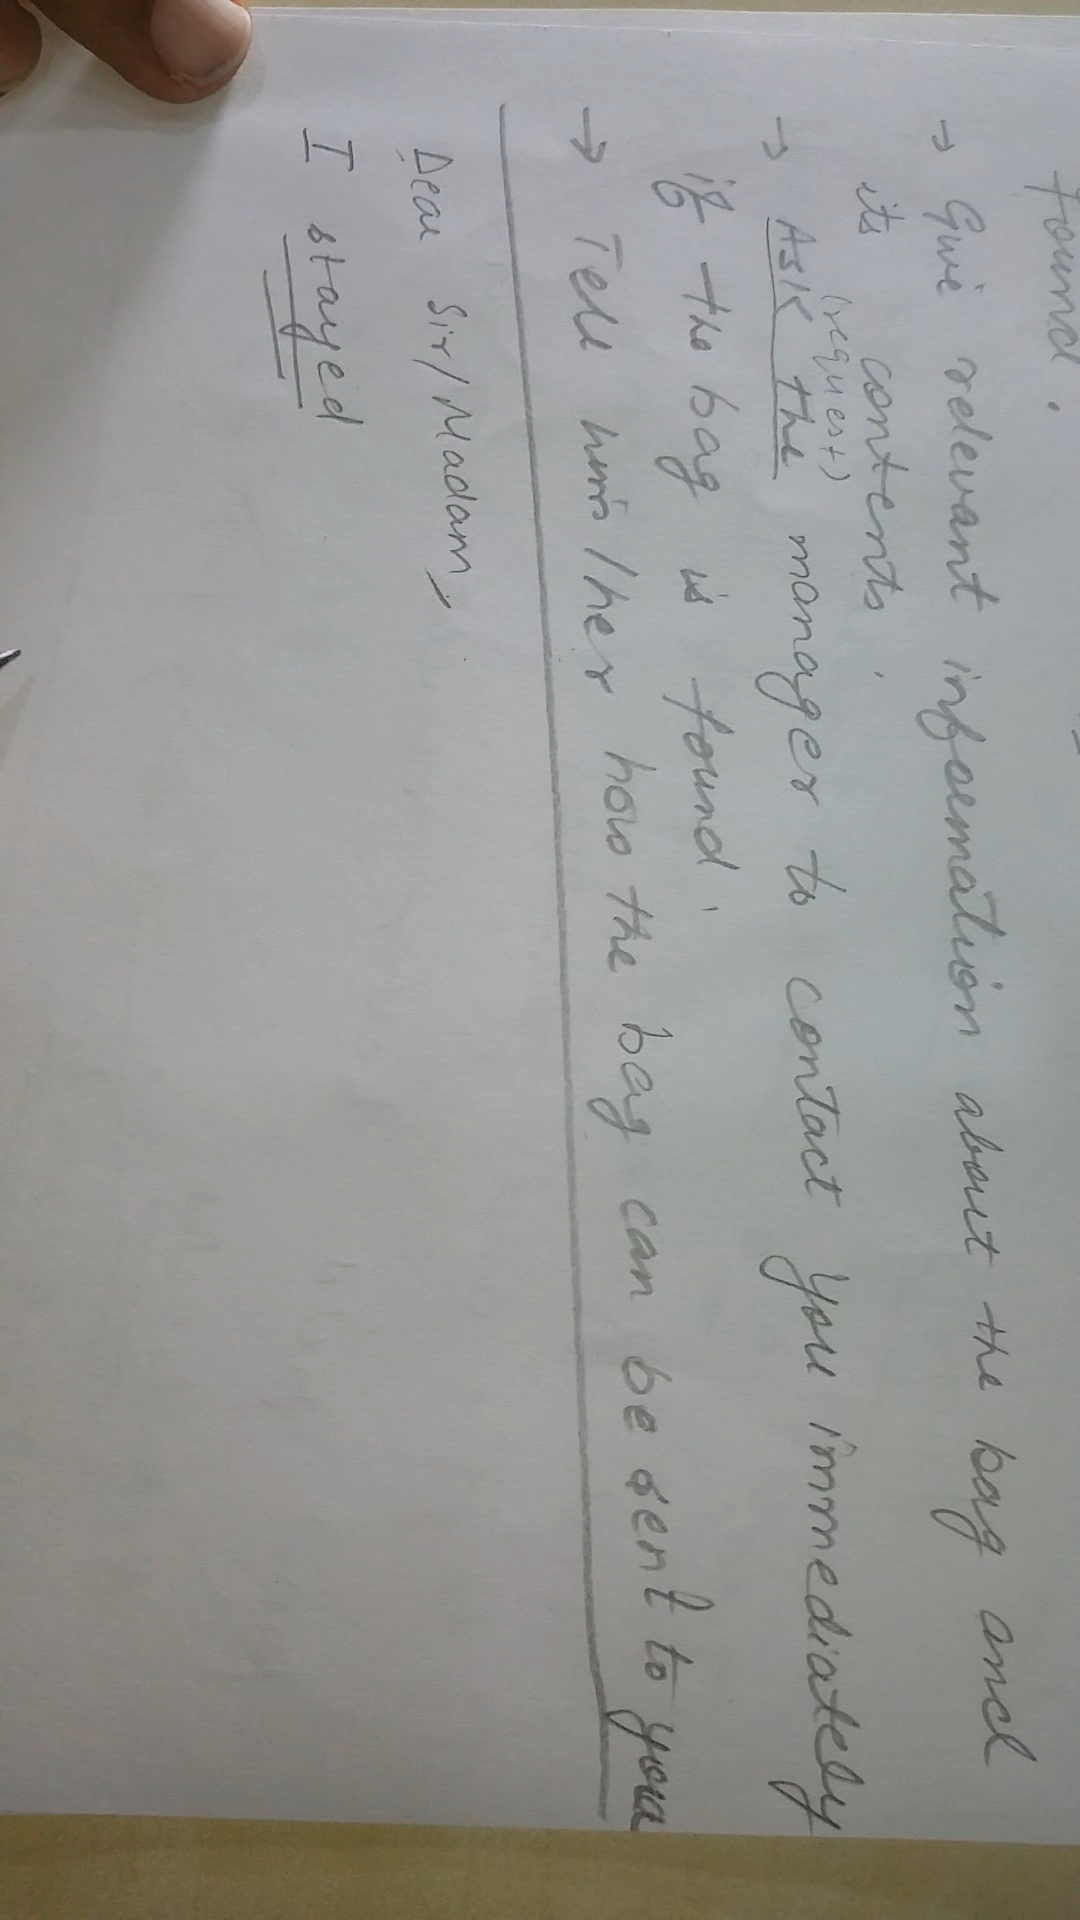 found.
→ Give relevant information about the bag and
its contents.
(request)
→ Ask the manager to contact you immediately
if the bag is found.
→ Tell him/her how the bag can be sent to you
Dear Sir/Madam,
I stayed